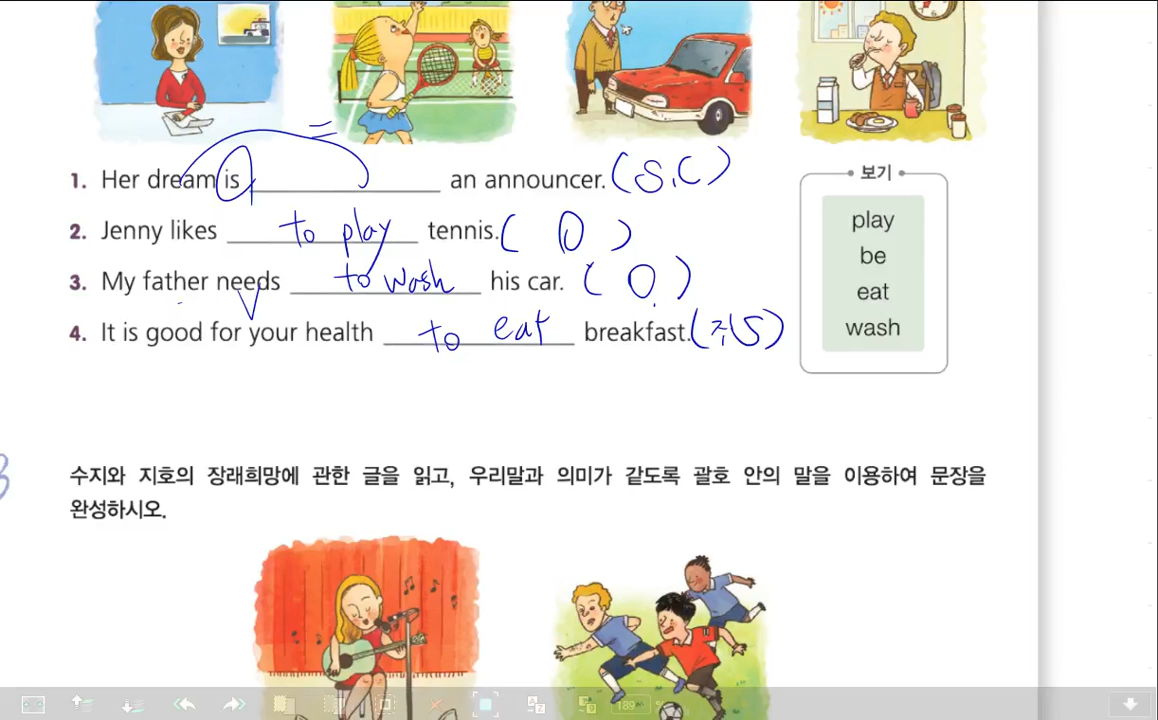 1. Her dream is ____ an announcer. (S.C)
2. Jenny likes to play tennis. ( O )
3. My father needs to wash his car. ( O )
4. It is good for your health to eat breakfast. (진S)
보기
play
be
eat
wash
수지와 지호의 장래희망에 관한 글을 읽고, 우리말과 의미가 같도록 괄호 안의 말을 이용하여 문장을
완성하시오.
189